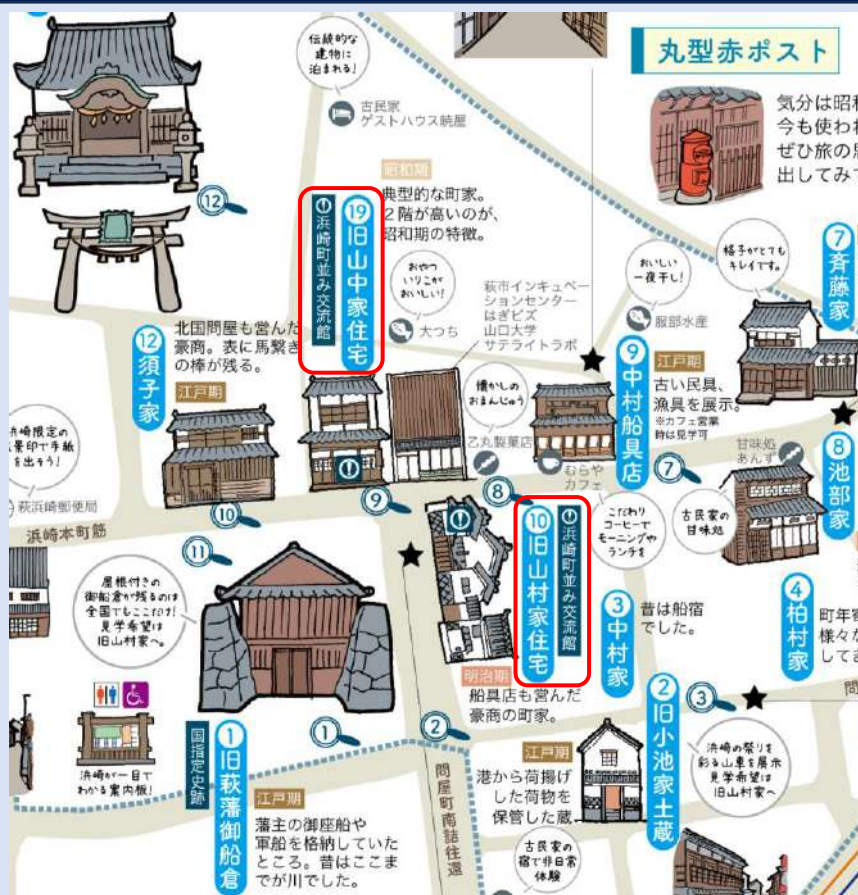 伝統的な
建物に
泊まれる!
古民家
ゲストハウス暁屋
丸型赤ポスト
気分は昭和
今も使われ
ぜひ旅の思
出してみて
12
昭和期
典型的な町家。
2階が高いのが、
昭和期の特徴。
19 旧山中家住宅
浜崎町並み交流館
おやつ
いりこが
おいしい!
大つち
萩市インキュベー
ションセンター
はぎビズ
山口大学
サテライトラボ
おいしい
一夜干し!
服部水産
格子がとても
キレイです。
7 斉藤家
12 須子家
北国問屋も営んだ
豪商。表に馬繋ぎ
の棒が残る。
江戸期
懐かしの
おまんじゅう
乙丸製菓店
むらや
カフェ
9 中村船具店
江戸期
古い民具、
漁具を展示。
※カフェ営業
時は見学可
甘味処
あんず
8 池部家
浜崎限定の
景印で手紙
を出そう!
萩浜崎郵便局
浜崎本町筋
10
9
8
7
11
屋根付きの
御船倉が残るのは
全国でもここだけ!
見学希望は
旧山村家へ。
10 旧山村家住宅
浜崎町並み交流館
こだわり
コーヒーで
モーニングや
ランチを
古民家の
甘味処
3 中村家
昔は船宿
でした。
4 柏村家
町年寄
様々な
してき
明治期
船具店も営んだ
豪商の町家。
浜崎が一目で
わかる案内板!
国指定史跡
1 旧萩藩御船倉
1
2
3
江戸期
藩主の御座船や
軍船を格納していた
ところ。昔はここま
でが川でした。
問屋町南詰往還
江戸期
港から荷揚げ
した荷物を
保管した蔵
2 旧小池家土蔵
浜崎の祭りを
彩る山車を展示
見学希望は
旧山村家へ
問
古民家の
宿で非日常
体験